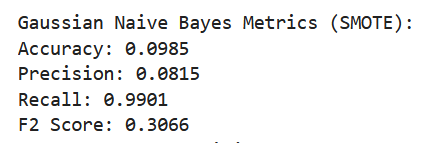 Gaussian Naive Bayes Metrics (SMOTE):
Accuracy: 0.0985
Precision: 0.0815
Recall: 0.9901
F2 Score: 0.3066